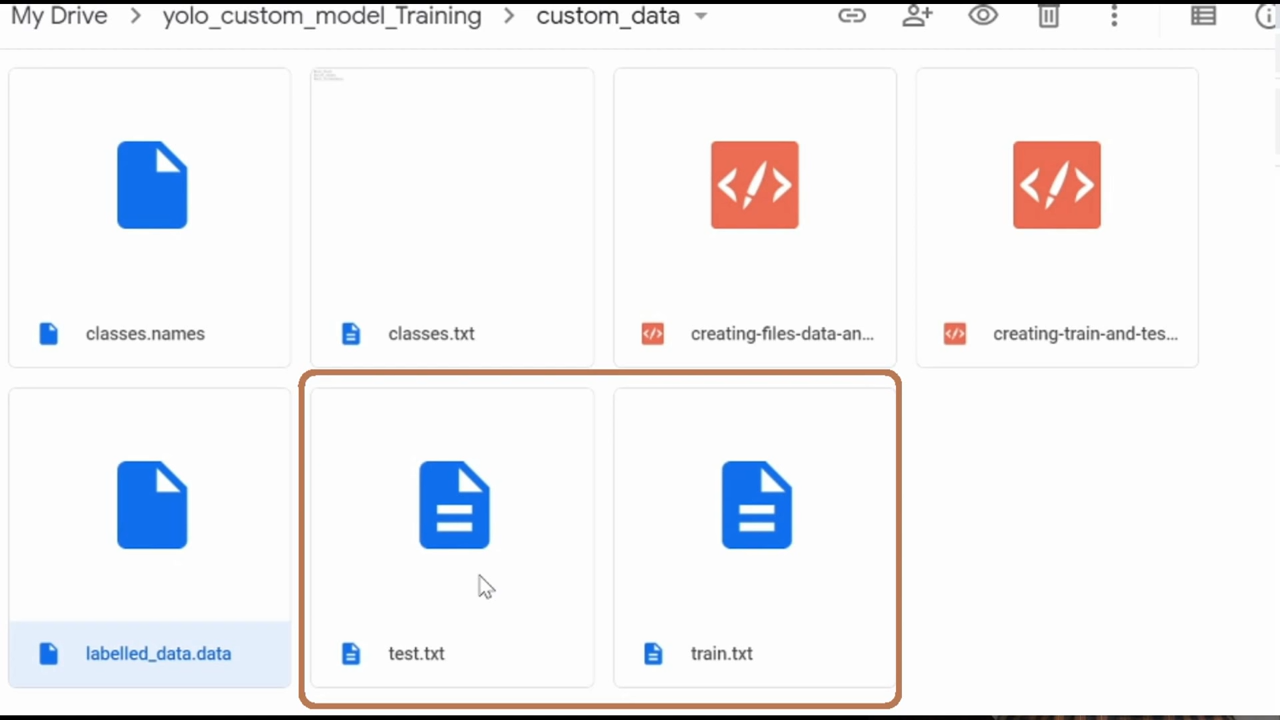 My Drive > yolo_custom_model_Training > custom_data
classes.names
classes.txt
creating-files-data-an...
creating-train-and-tes...
labelled_data.data
test.txt
train.txt